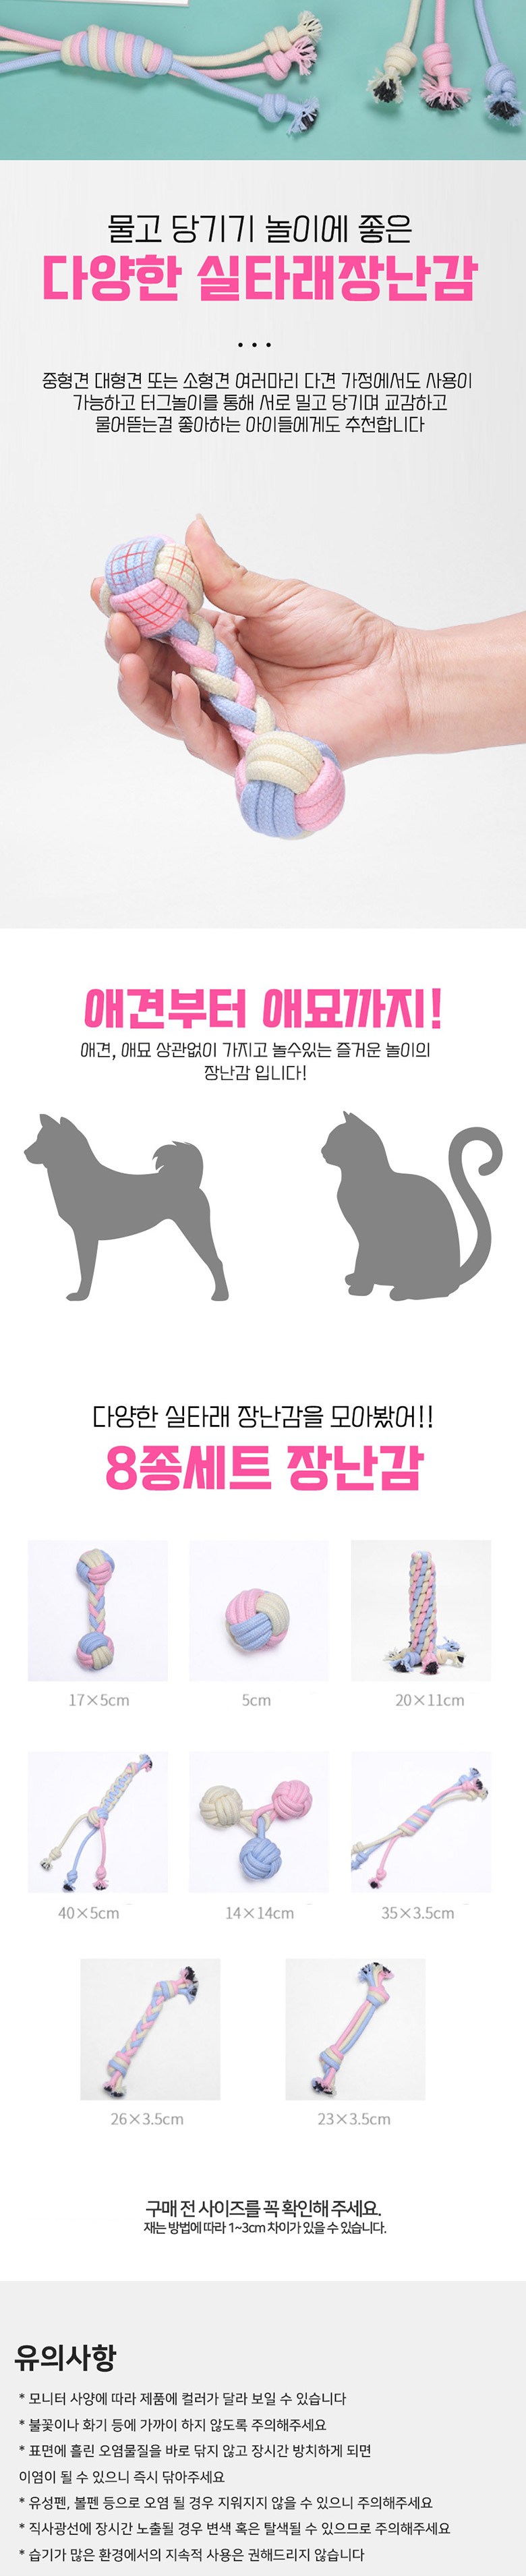 물고 당기기 놀이에 좋은
다양한 실타래장난감
...
중형견 대형견 또는 소형견 여러마리 다견 가정에서도 사용이
가능하고 터그놀이를 통해 서로 밀고 당기며 교감하고
물어뜯는걸 좋아하는 아이들에게도 추천합니다
애견부터 애묘까지!
애견, 애묘 상관없이 가지고 놀수있는 즐거운 놀이의
장난감 입니다!
다양한 실타래 장난감을 모아봤어!!
8종세트 장난감
17×5cm
5cm
20×11cm
40×5cm
14×14cm
35×3.5cm
26×3.5cm
23×3.5cm
구매 전 사이즈를 꼭 확인해 주세요.
재는 방법에 따라 1~3cm 차이가 있을 수 있습니다.
유의사항
* 모니터 사양에 따라 제품에 컬러가 달라 보일 수 있습니다
* 불꽃이나 화기 등에 가까이 하지 않도록 주의해주세요
* 표면에 흘린 오염물질을 바로 닦지 않고 장시간 방치하게 되면
이염이 될 수 있으니 즉시 닦아주세요
* 유성펜, 볼펜 등으로 오염 될 경우 지워지지 않을 수 있으니 주의해주세요
* 직사광선에 장시간 노출될 경우 변색 혹은 탈색될 수 있으므로 주의해주세요
* 습기가 많은 환경에서의 지속적 사용은 권해드리지 않습니다